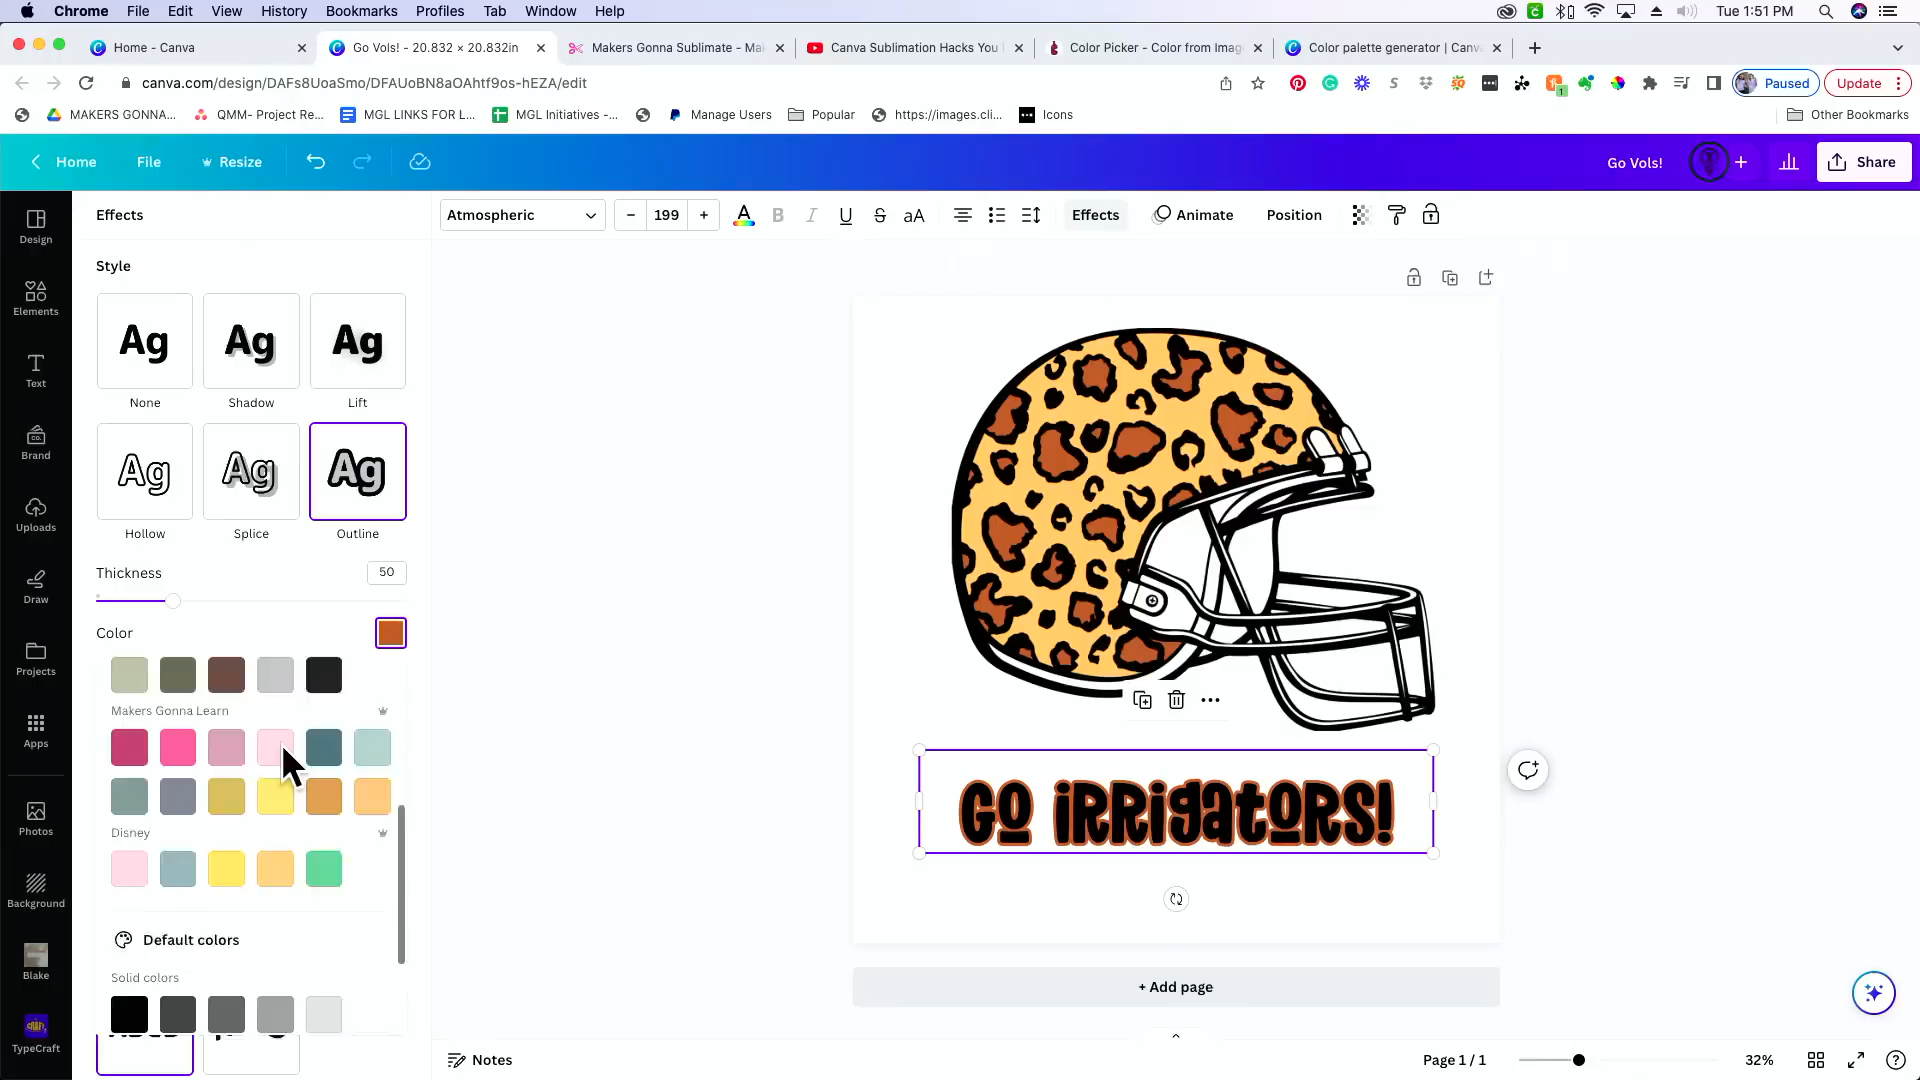 Chrome File Edit View History Bookmarks Profiles Tab Window Help Tue 1:51 PM
Home - Canva
Go Vols! - 20.832 × 20.832in
Makers Gonna Sublimate - Ma
Canva Sublimation Hacks You
Color Picker - Color from Imag
Color palette generator | Canv
canva.com/design/DAFs8UoaSmo/DFAUoBN8aOAhtf9os-hEZA/edit
1
Paused
Update
MAKERS GONNA...
QMM- Project Re...
MGL LINKS FOR L...
MGL Initiatives -...
Manage Users
Popular
https://images.cli...
Icons
Other Bookmarks
Home File Resize
Go Vols!
Share
Effects
Atmospheric
199
aA
Effects
Animate
Position
Design
Elements
Text
CO.
Brand
Uploads
Draw
Projects
Apps
Photos
Background
Blake
CRAFT
TypeCraft
Style
Ag Ag Ag
None Shadow Lift
Ag Ag Ag
Hollow Splice Outline
Thickness 50
Color
Makers Gonna Learn
Disney
Default colors
Solid colors
GO iRRigatORS!
+ Add page
Notes
Page 1 / 1
32%